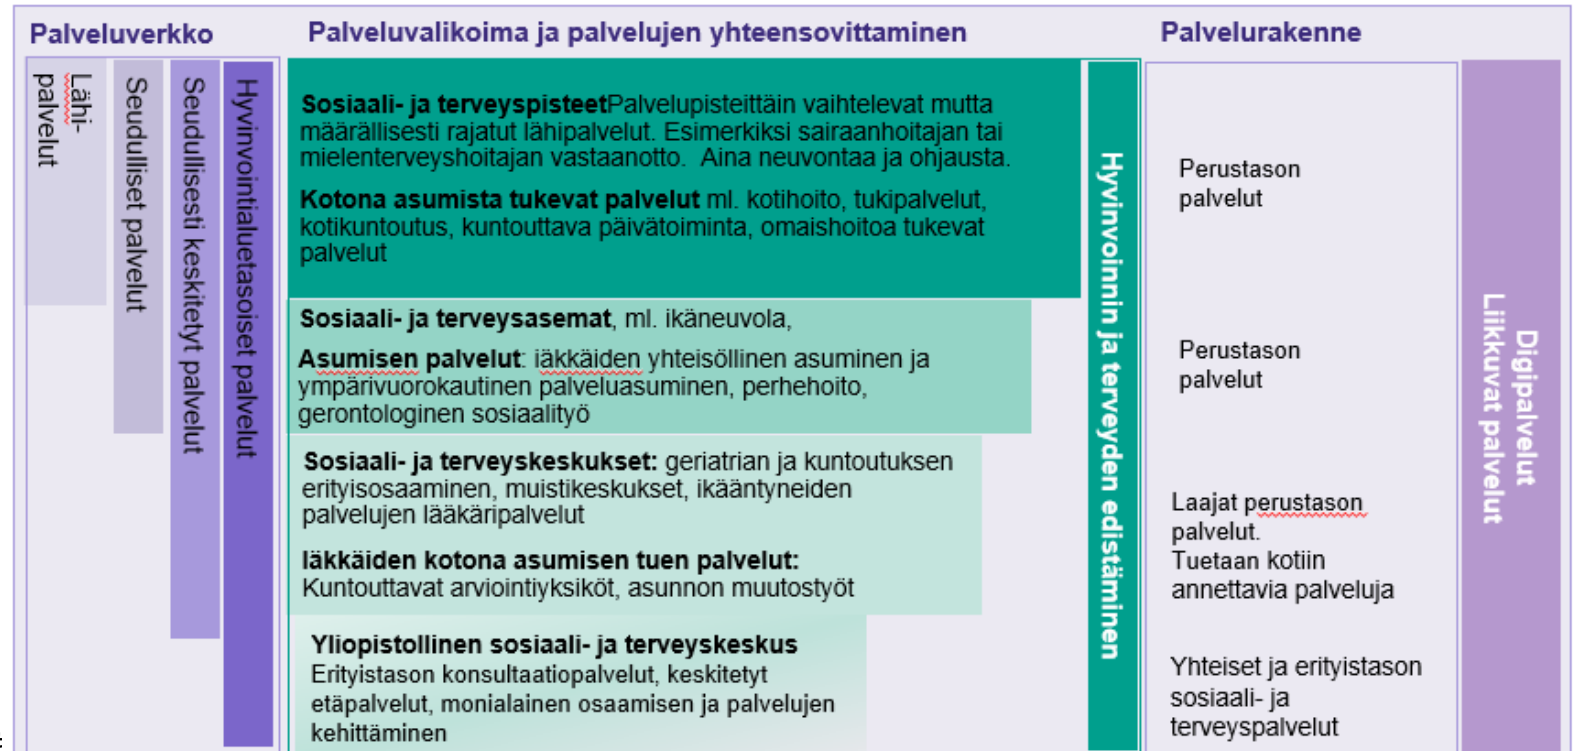 Palveluverkko
Palveluvalikoima ja palvelujen yhteensovittaminen
Palvelurakenne
Lähi-
palvelut
Seudulliset palvelut
Seudullisesti keskitetyt palvelut
Hyvinvointialuetasoiset palvelut
Sosiaali- ja terveyspisteetPalvelupisteittäin vaihtelevat mutta
määrällisesti rajatut lähipalvelut. Esimerkiksi sairaanhoitajan tai
mielenterveyshoitajan vastaanotto.  Aina neuvontaa ja ohjausta.
Kotona asumista tukevat palvelut ml. kotihoito, tukipalvelut,
kotikuntoutus, kuntouttava päivätoiminta, omaishoitoa tukevat
palvelut
Sosiaali- ja terveysasemat, ml. ikäneuvola,
Asumisen palvelut: iäkkäiden yhteisöllinen asuminen ja
ympärivuorokautinen palveluasuminen, perhehoito,
gerontologinen sosiaalityö
Sosiaali- ja terveyskeskukset: geriatrian ja kuntoutuksen
erityisosaaminen, muistikeskukset, ikääntyneiden
palvelujen lääkäripalvelut
Iäkkäiden kotona asumisen tuen palvelut:
Kuntouttavat arviointiyksiköt, asunnon muutostyöt
Yliopistollinen sosiaali- ja terveyskeskus
Erityistason konsultaatiopalvelut, keskitetyt
etäpalvelut, monialainen osaamisen ja palvelujen
kehittäminen
Hyvinvoinnin ja terveyden edistäminen
Perustason
palvelut
Perustason
palvelut
Laajat perustason
palvelut.
Tuetaan kotiin
annettavia palveluja
Yhteiset ja erityistason
sosiaali- ja
terveyspalvelut
Digipalvelut
Liikkuvat palvelut